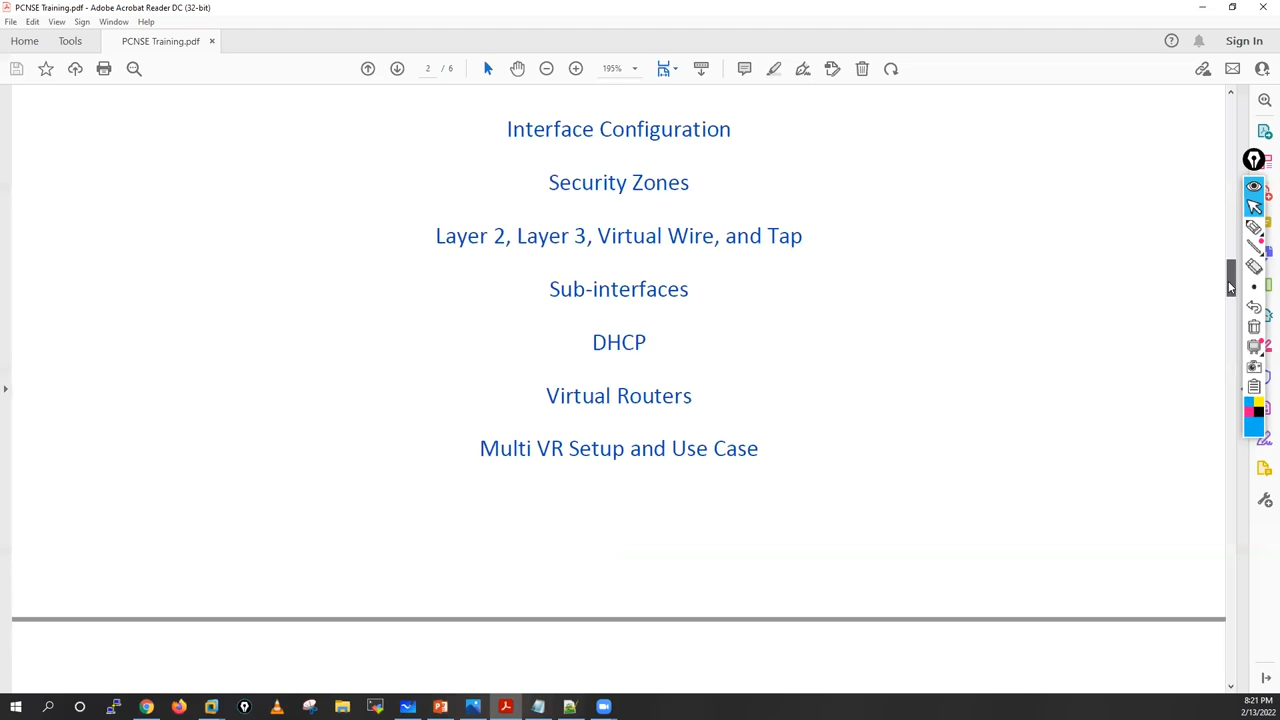 PCNSE Training.pdf - Adobe Acrobat Reader DC (32-bit)
File Edit View Sign Window Help
Home Tools PCNSE Training.pdf × Sign In
2 / 6 195%
Interface Configuration
Security Zones
Layer 2, Layer 3, Virtual Wire, and Tap
Sub-interfaces
DHCP
Virtual Routers
Multi VR Setup and Use Case
8:21 PM
2/13/2022